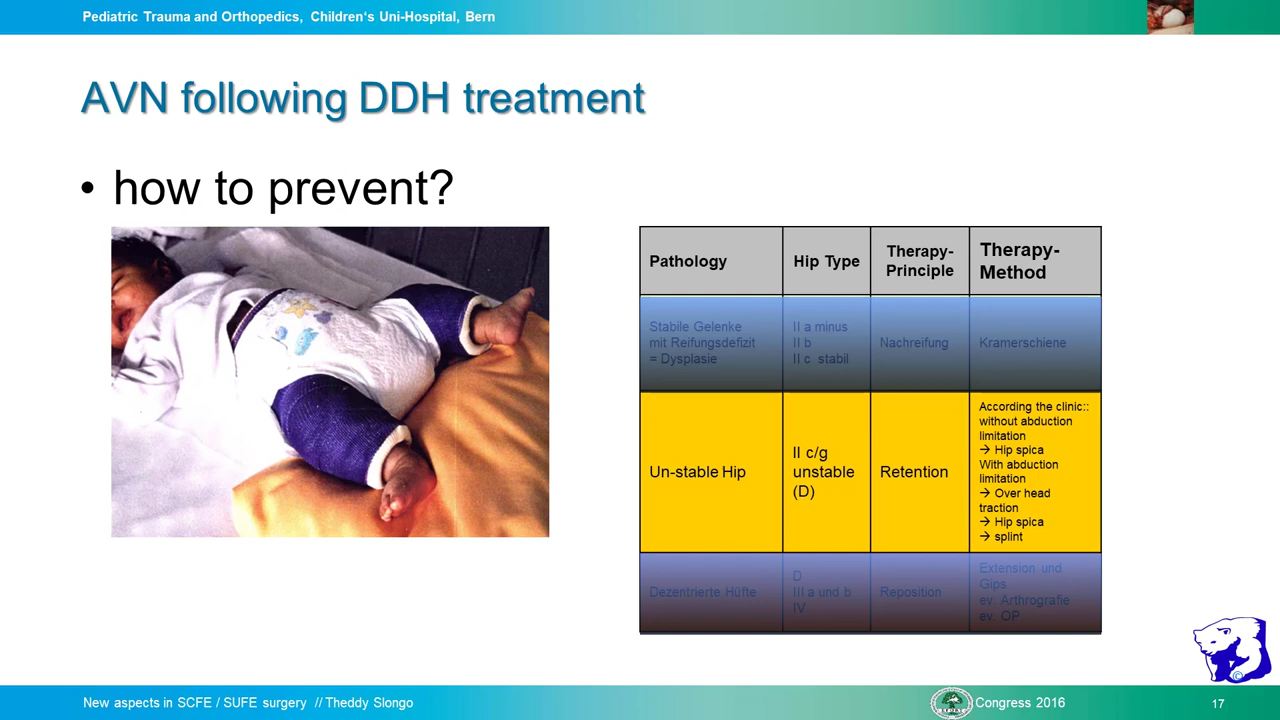 Pediatric Trauma and Orthopedics, Children's Uni-Hospital, Bern
AVN following DDH treatment
• how to prevent?
Pathology
Hip Type
Therapy-
Principle
Therapy-
Method
Stabile Gelenke
mit Reifungsdefizit
= Dysplasie
II a minus
II b
II c stabil
Nachreifung
Kramerschiene
Un-stable Hip
II c/g
unstable
(D)
Retention
According the clinic::
without abduction
limitation
→ Hip spica
With abduction
limitation
→ Over head
traction
→ Hip spica
→ splint
Dezentrierte Hüfte
D
III a und b
IV
Reposition
Extension und
Gips
ev. Arthrografie
ev. OP
©
New aspects in SCFE / SUFE surgery // Theddy Slongo
EPOS
Congress 2016
17